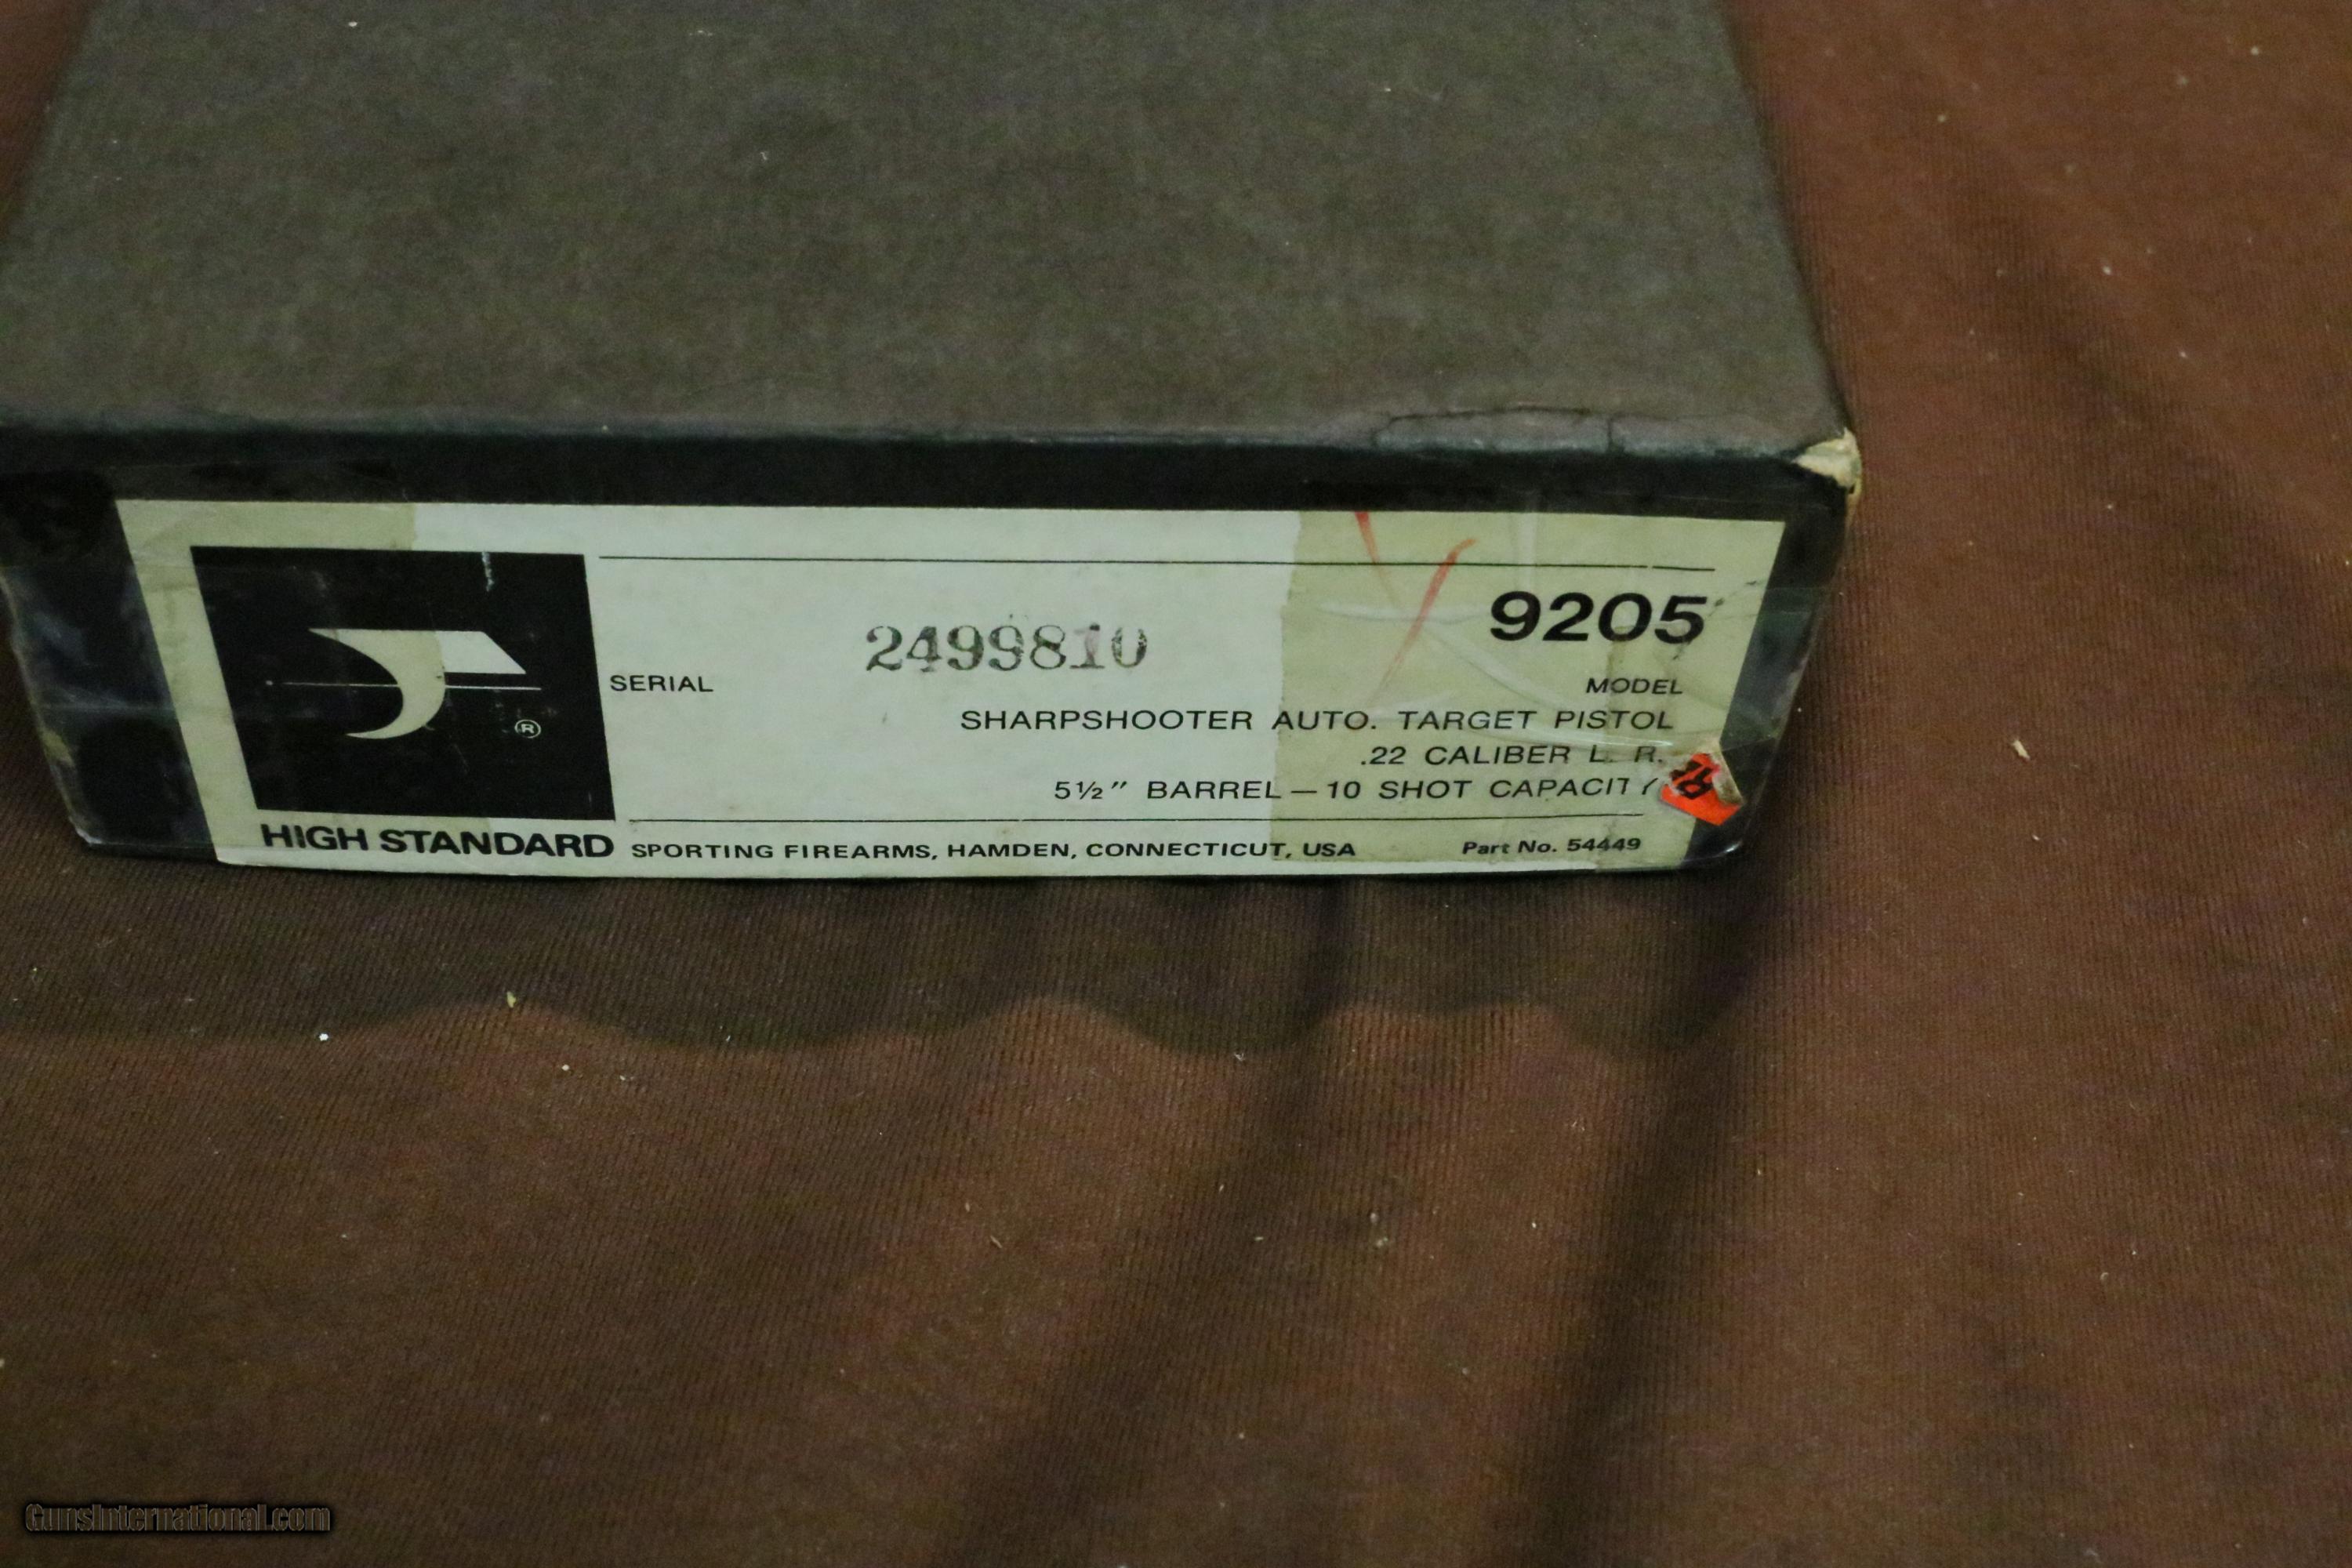 9205
2499810
SERIAL
MODEL
SHARPSHOOTER AUTO. TARGET PISTOL
.22 CALIBER L. R.
®
5½" BARREL—10 SHOT CAPACITY
HIGH STANDARD SPORTING FIREARMS, HAMDEN, CONNECTICUT, USA Part No. 54449
GunsInternational.com